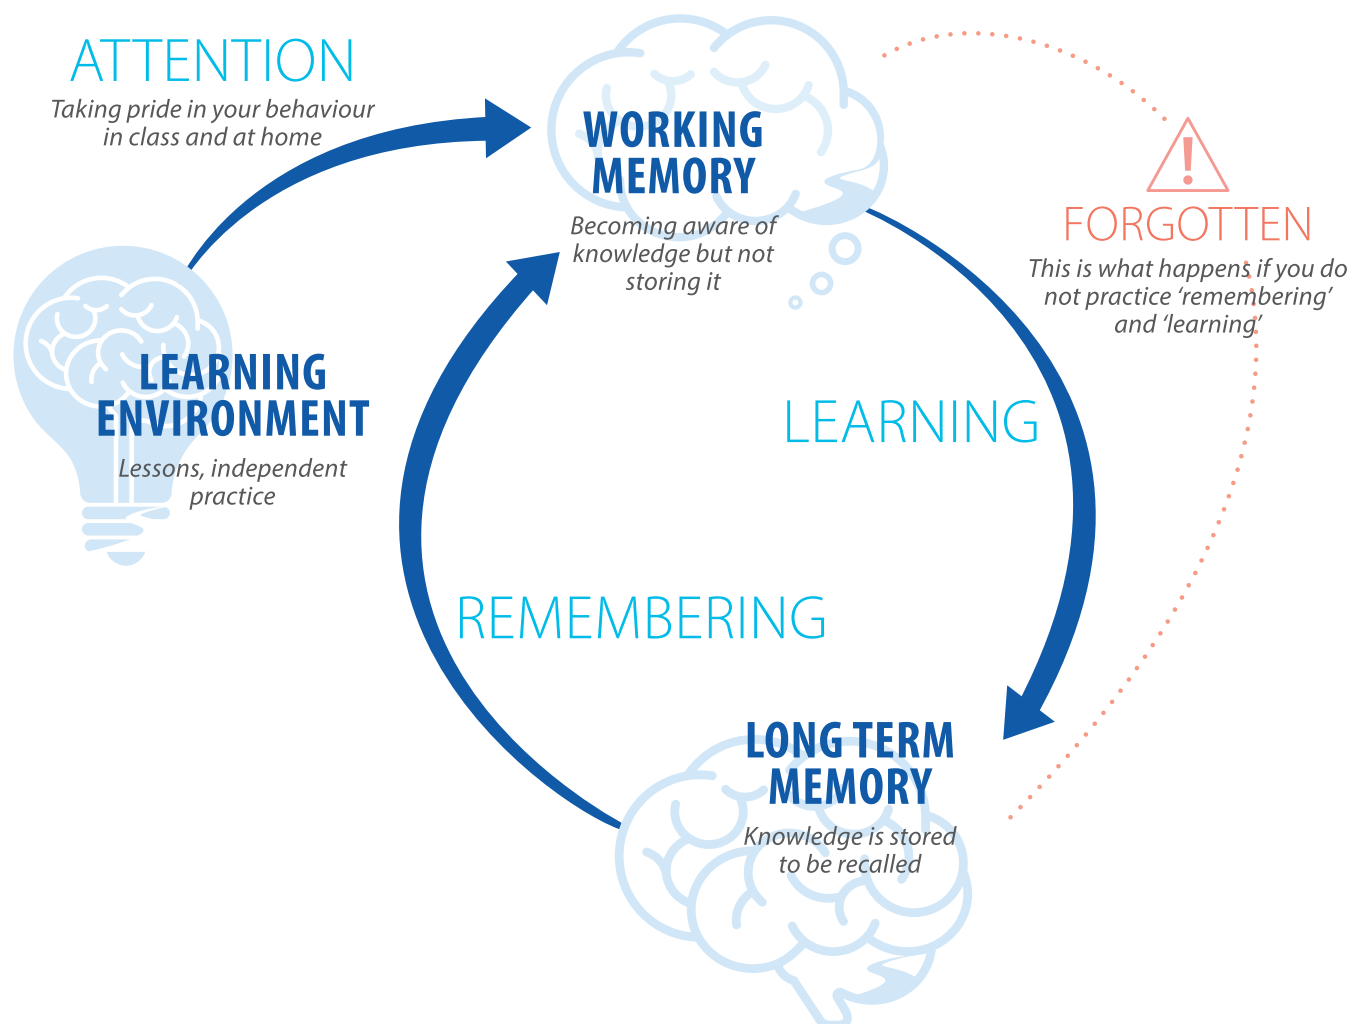 ATTENTION
Taking pride in your behaviour
in class and at home
WORKING
MEMORY
Becoming aware of
knowledge but not
storing it
FORGOTTEN
This is what happens if you do
not practice ‘remembering’
and ‘learning’
LEARNING
ENVIRONMENT
Lessons, independent
practice
LEARNING
REMEMBERING
LONG TERM
MEMORY
Knowledge is stored
to be recalled